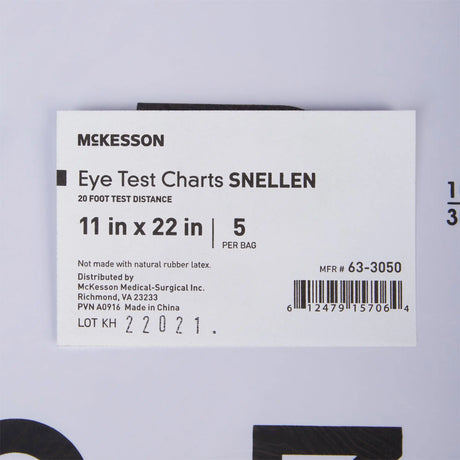 McKESSON
Eye Test Charts SNELLEN
20 FOOT TEST DISTANCE
11 in x 22 in | 5
PER BAG
Not made with natural rubber latex.
MFR # 63-3050
Distributed by
McKesson Medical-Surgical Inc.
Richmond, VA 23233
PVN A0916 Made in China
6 12479 15706 4
LOT KH 22021.
1
3